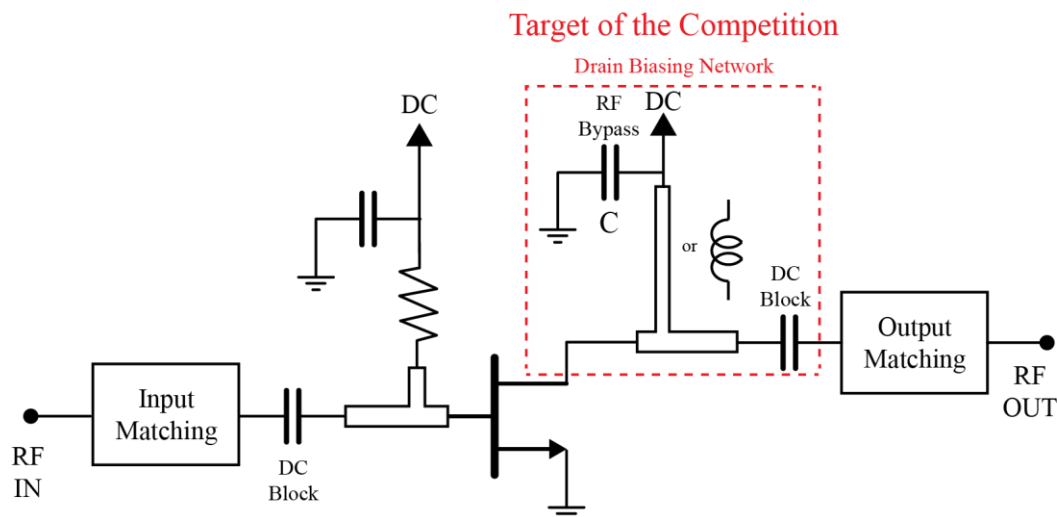 Target of the Competition
Drain Biasing Network
DC
RF
Bypass
DC
C
or
DC
Block
Input
Matching
Output
Matching
RF
IN
DC
Block
RF
OUT